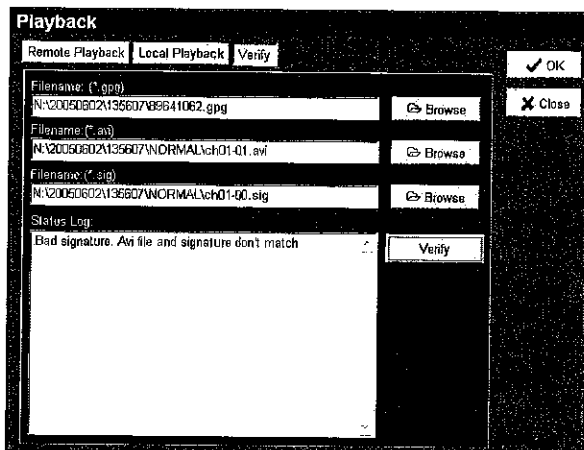 Playback
Remote Playback Local Playback Verify
OK
Close
Filename: (*.gpg)
N:\20050602\135607\89641062.gpg Browse
Filename:(*.avi)
N:\20050602\135607\NORMAL\ch01-01.avi Browse
Filename:(*.sig)
N:\20050602\135607\NORMAL\ch01-00.sig Browse
Status Log:
Bad signature. Avi file and signature don't match
Verify